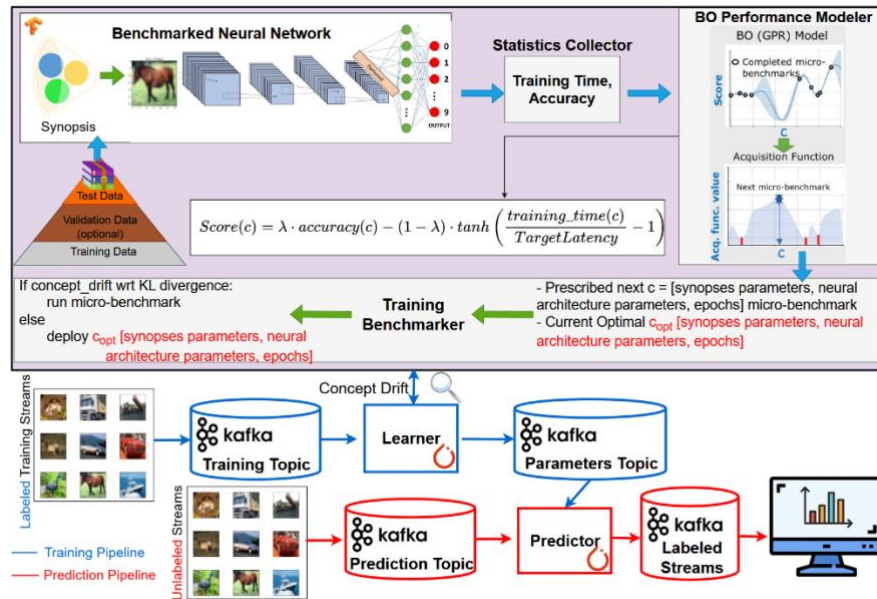 Benchmarked Neural Network
Synopsis
Flattened
0
1
2
9
OUTPUT
Statistics Collector
Training Time,
Accuracy
BO Performance Modeler
BO (GPR) Model
Completed micro-
benchmarks
Score
C
Acquisition Function
Next micro-benchmark
Acq. func. value
C
Test Data
Validation Data
(optional)
Training Data
Score(c) = λ · accuracy(c) − (1 − λ) · tanh ( training_time(c) / TargetLatency − 1 )
If concept_drift wrt KL divergence:
run micro-benchmark
else
deploy copt [synopses parameters, neural
architecture parameters, epochs]
Training
Benchmarker
- Prescribed next c = [synopses parameters, neural
architecture parameters, epochs] micro-benchmark
- Current Optimal copt [synopses parameters, neural
architecture parameters, epochs]
Concept Drift
Labeled Training Streams
kafka
Training Topic
Learner
kafka
Parameters Topic
Unlabeled Streams
kafka
Prediction Topic
Predictor
kafka
Labeled
Streams
Training Pipeline
Prediction Pipeline